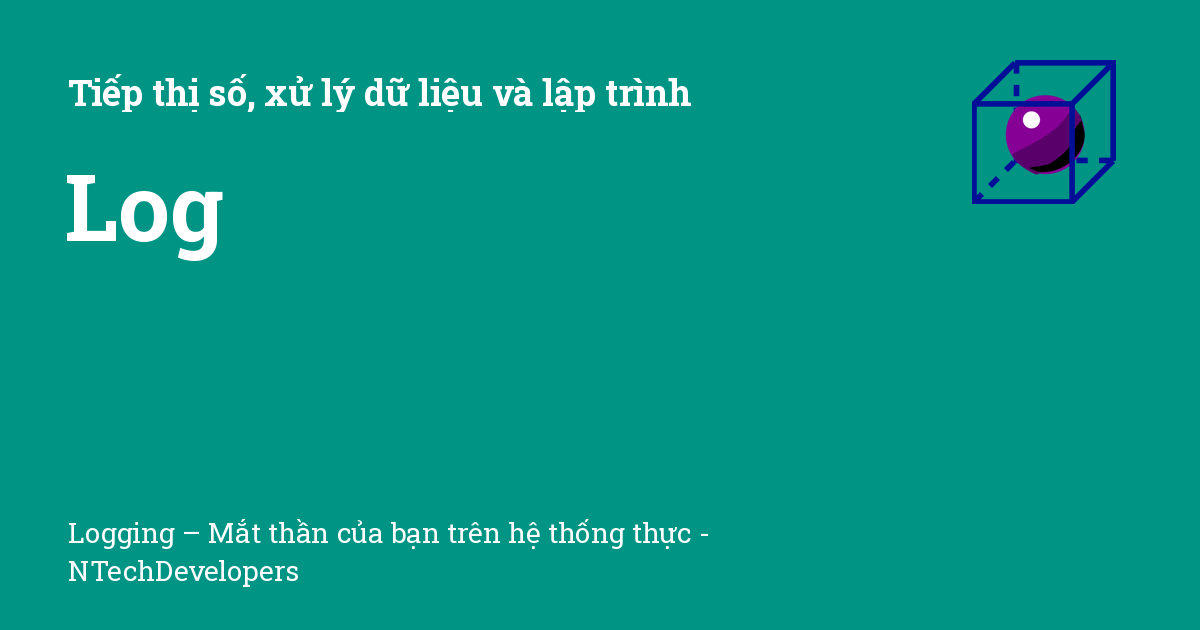 Tiếp thị số, xử lý dữ liệu và lập trình
Log
Logging – Mắt thần của bạn trên hệ thống thực -
NTechDevelopers